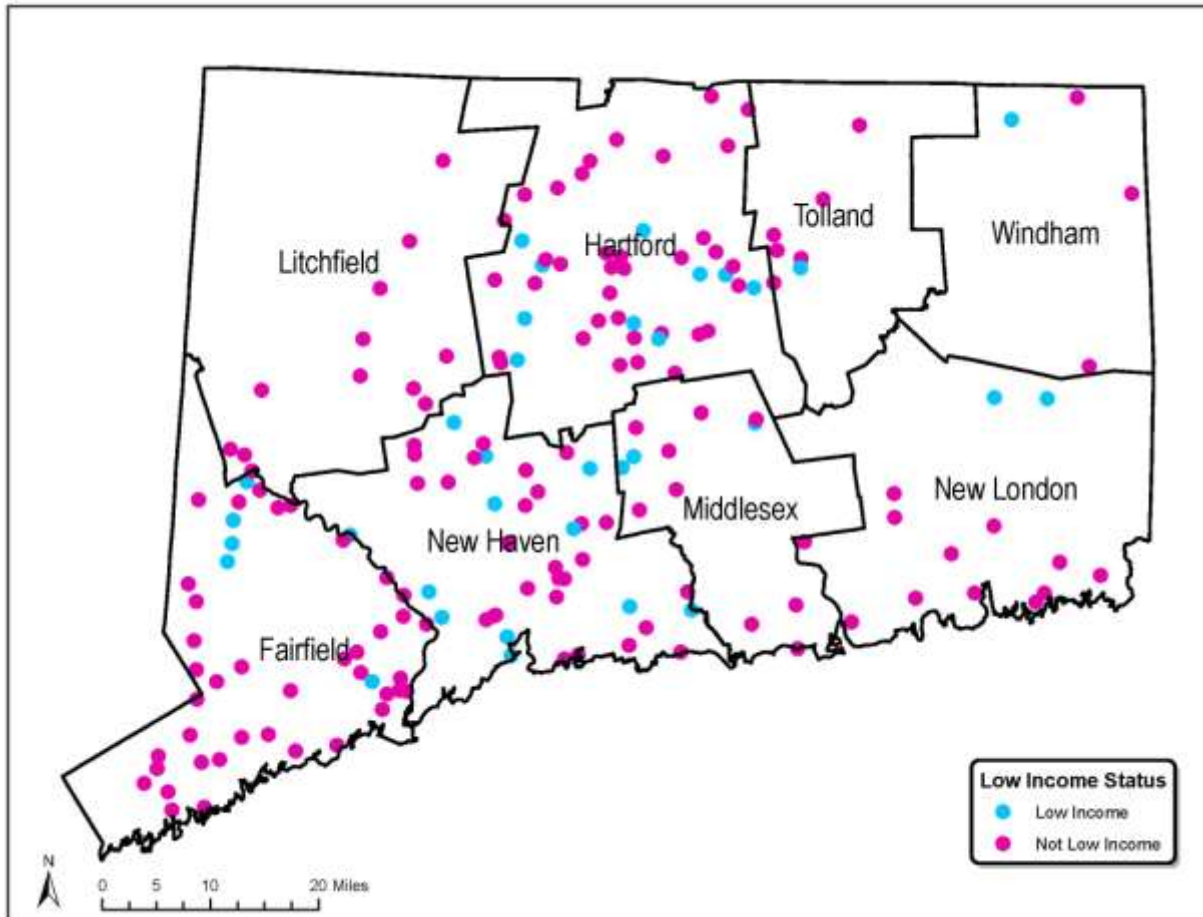 Tolland
Windham
Hartford
Litchfield
New London
Middlesex
New Haven
Fairfield
Low Income Status
Low Income
Not Low Income
N
0 5 10 20 Miles